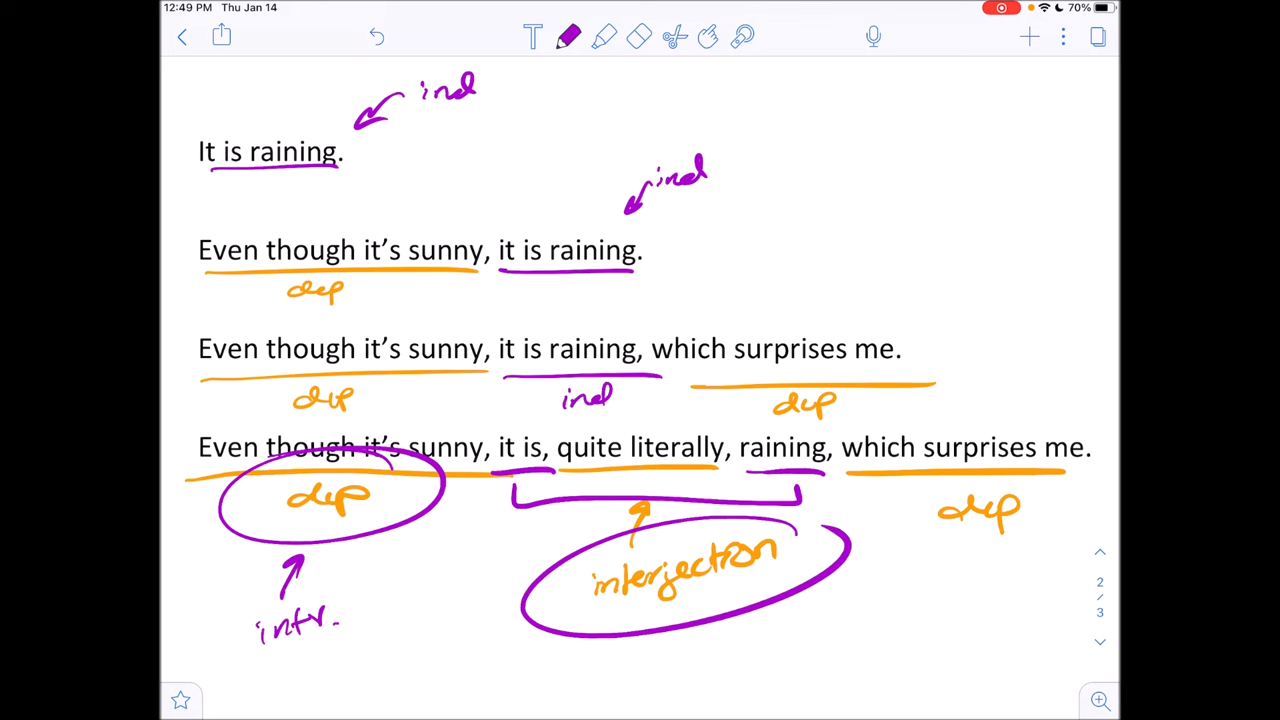 12:49 PM Thu Jan 14
70%
T
ind
It is raining.
ind
Even though it’s sunny, it is raining.
dep
Even though it’s sunny, it is raining, which surprises me.
dep ind dep
Even though it’s sunny, it is, quite literally, raining, which surprises me.
dep dep
interjection
intr.
2
/
3